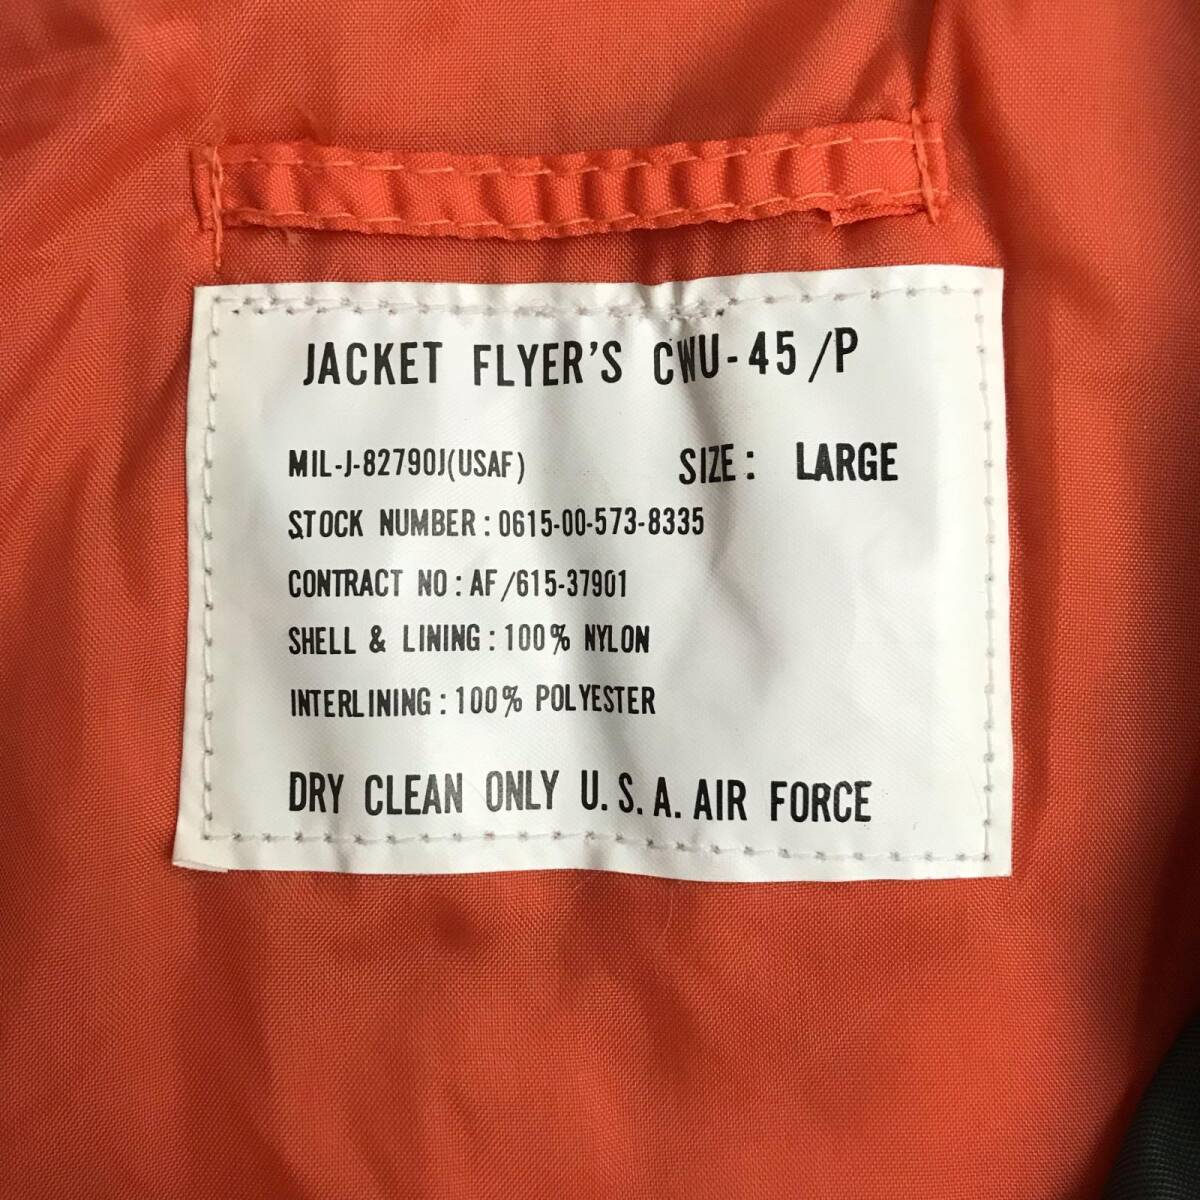 JACKET FLYER'S CWU-45/P
MIL-J-82790J(USAF) SIZE: LARGE
STOCK NUMBER: 0615-00-573-8335
CONTRACT NO: AF/615-37901
SHELL & LINING: 100% NYLON
INTERLINING: 100% POLYESTER
DRY CLEAN ONLY U.S.A. AIR FORCE